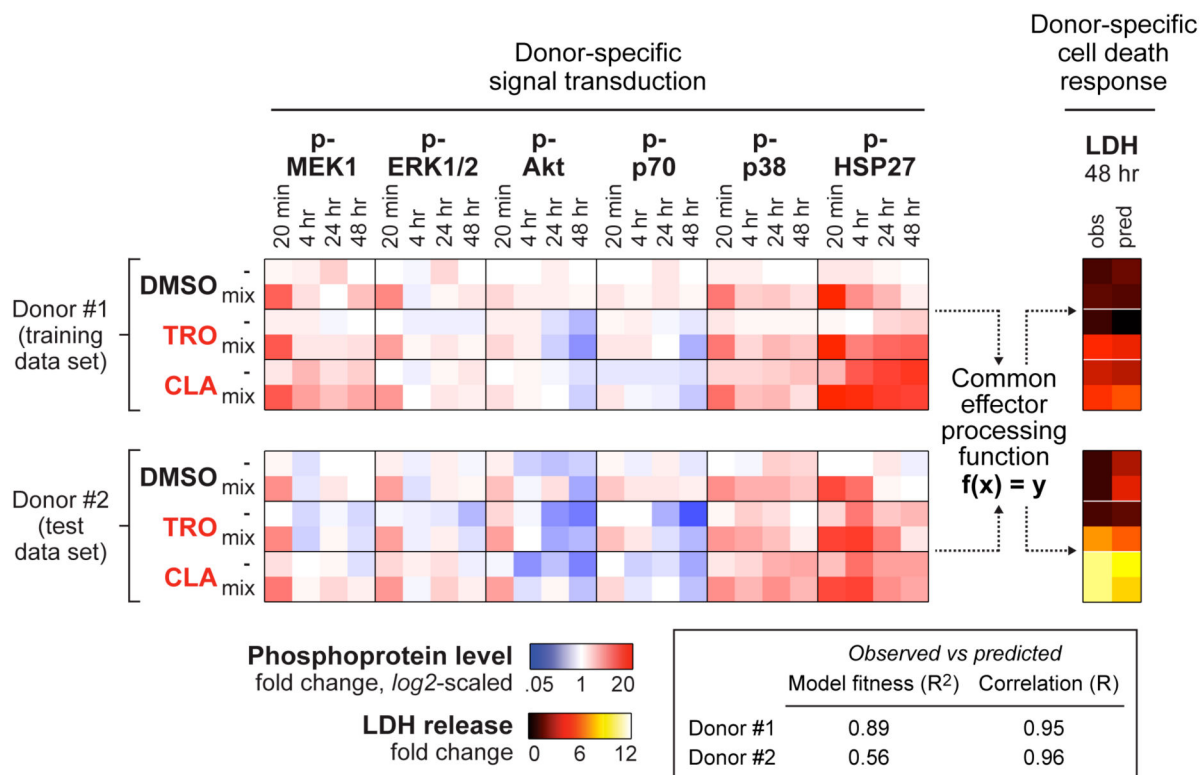 Donor-specific
signal transduction
Donor-specific
cell death
response
p-
MEK1
p-
ERK1/2
p-
Akt
p-
p70
p-
p38
p-
HSP27
LDH
48 hr
20 min
4 hr
24 hr
48 hr
20 min
4 hr
24 hr
48 hr
20 min
4 hr
24 hr
48 hr
20 min
4 hr
24 hr
48 hr
20 min
4 hr
24 hr
48 hr
20 min
4 hr
24 hr
48 hr
obs
pred
Donor #1
(training
data set)
DMSO
-
mix
TRO
-
mix
CLA
-
mix
Common
effector
processing
function
f(x) = y
Donor #2
(test
data set)
DMSO
-
mix
TRO
-
mix
CLA
-
mix
Phosphoprotein level
fold change, log2-scaled
.05 1 20
LDH release
fold change
0 6 12
Observed vs predicted
Model fitness (R²) Correlation (R)
Donor #1 0.89 0.95
Donor #2 0.56 0.96